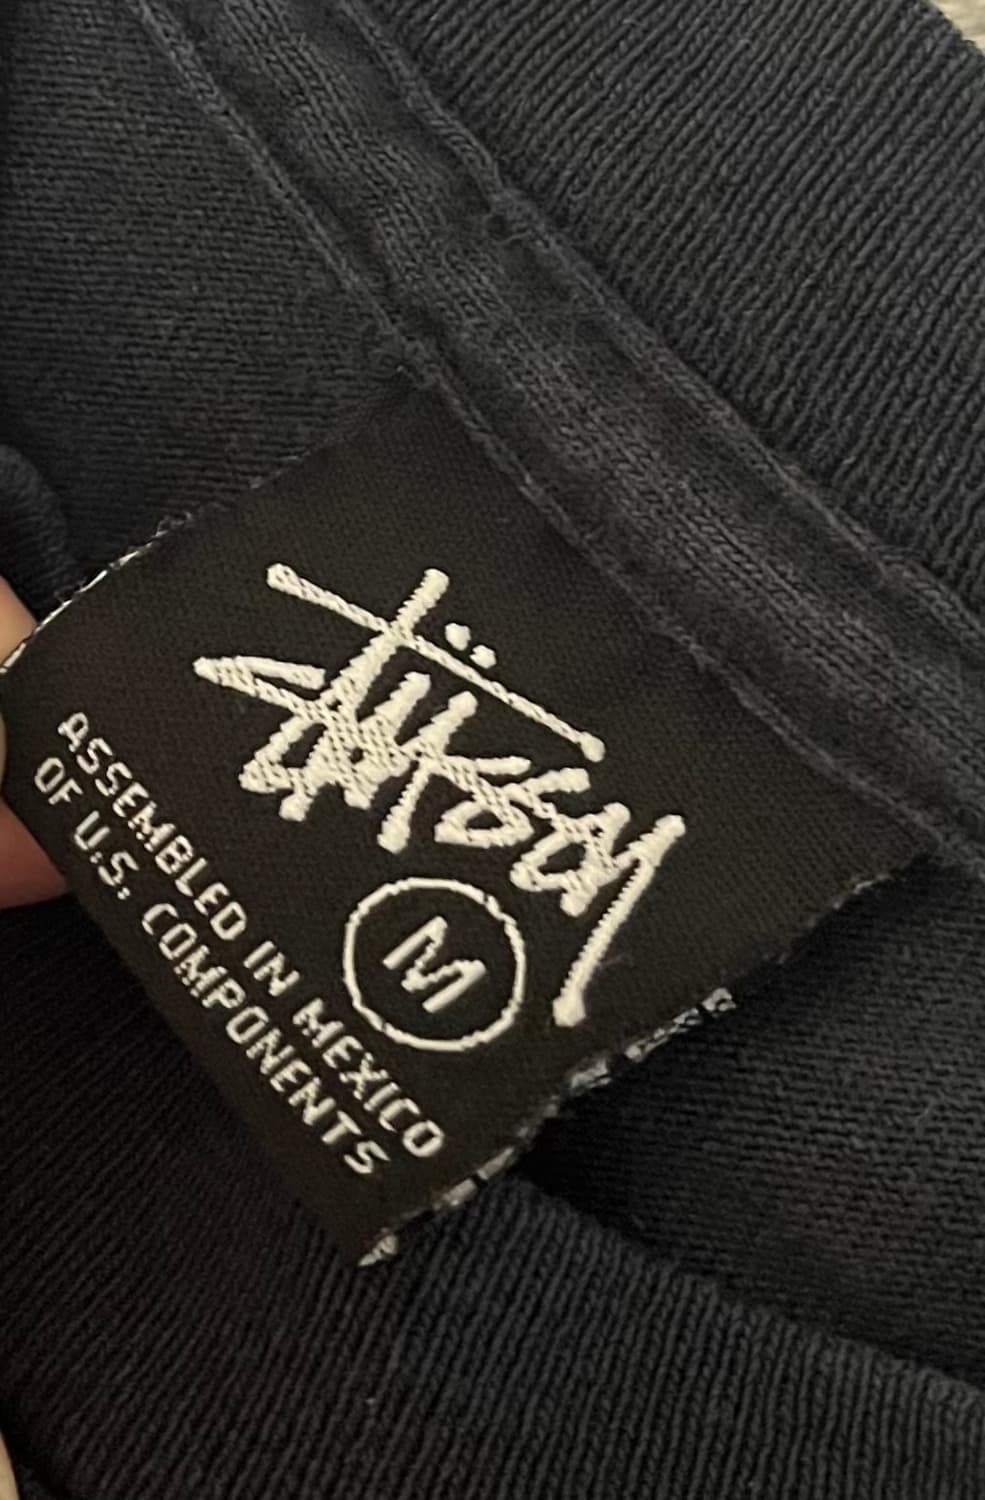 Stüssy
M
ASSEMBLED IN MEXICO
OF U.S. COMPONENTS